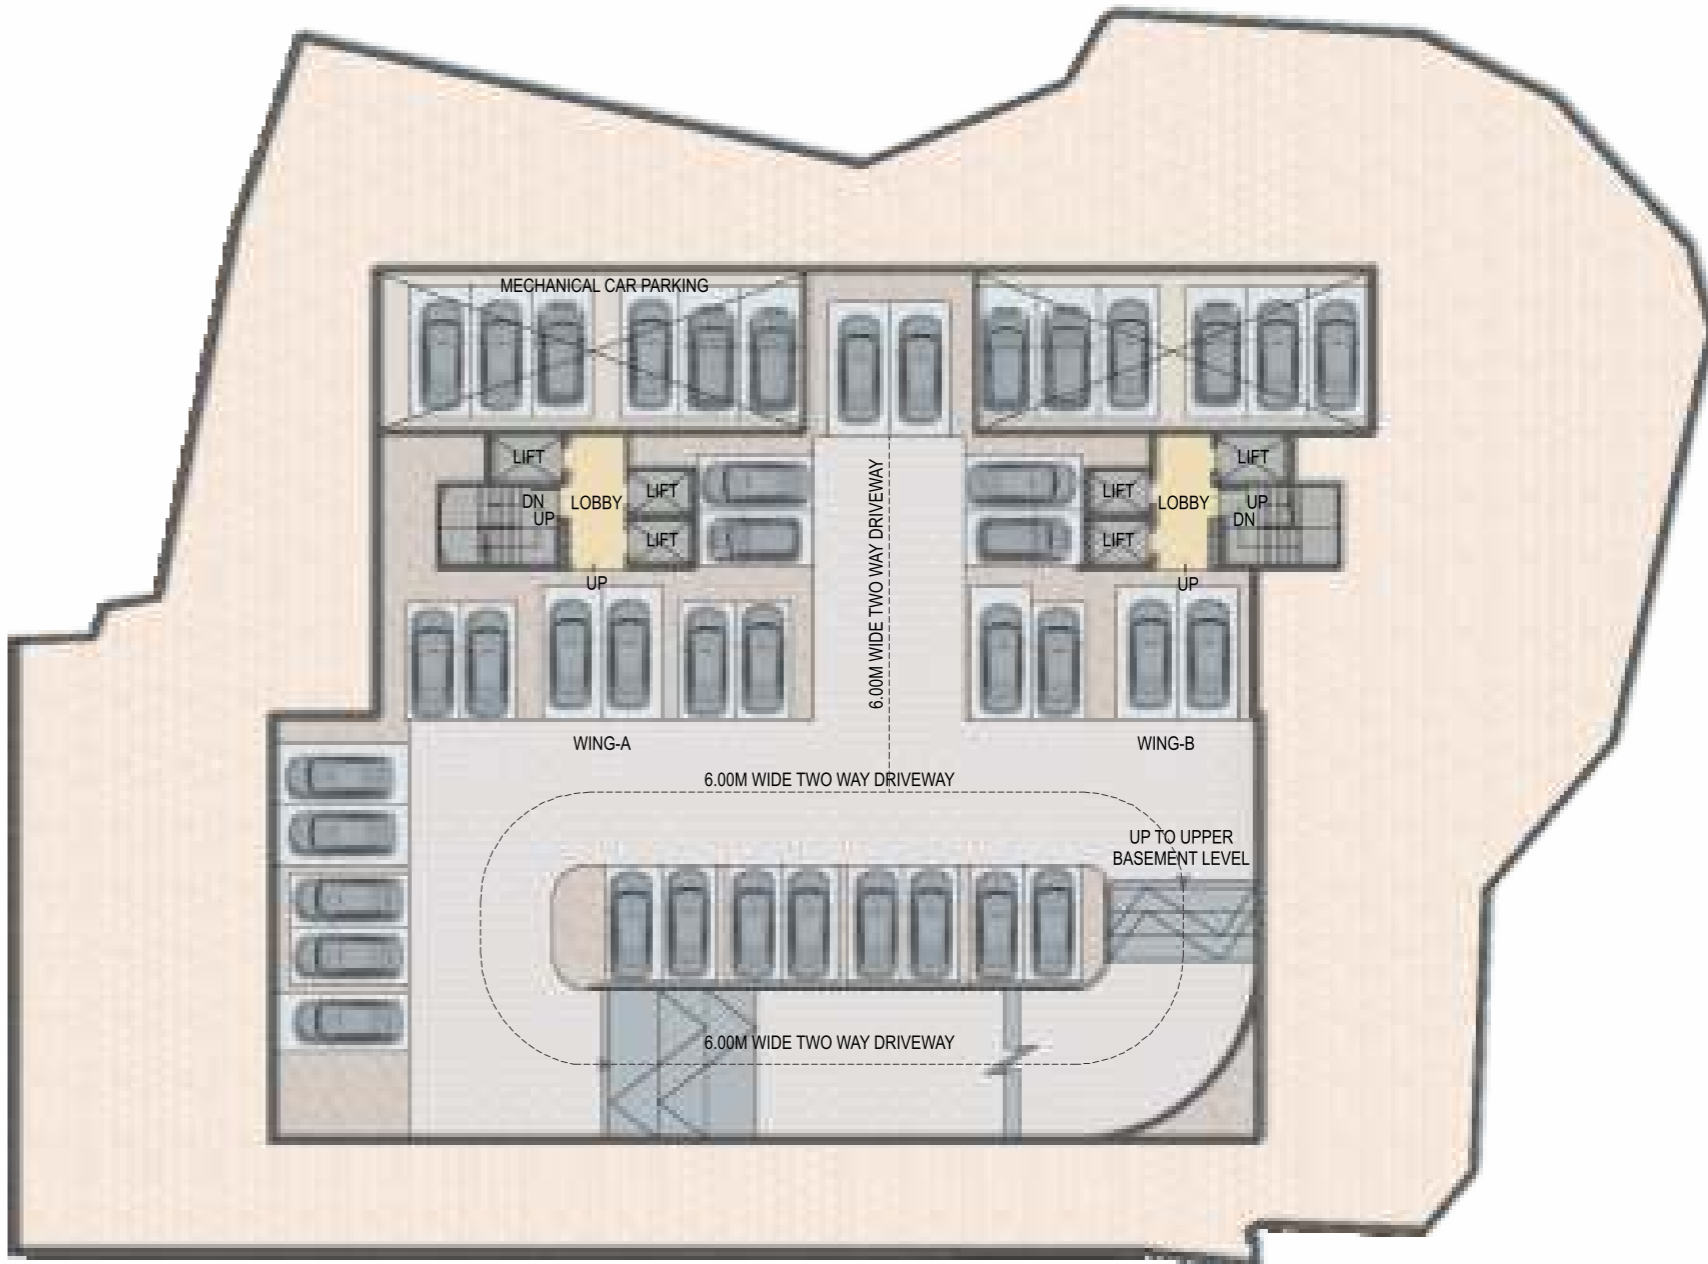 MECHANICAL CAR PARKING
LIFT
LIFT
LIFT
DN
UP
LOBBY
UP
6.00M WIDE TWO WAY DRIVEWAY
LIFT
LIFT
LIFT
LOBBY
UP
DN
UP
WING-A
WING-B
6.00M WIDE TWO WAY DRIVEWAY
UP TO UPPER
BASEMENT LEVEL
6.00M WIDE TWO WAY DRIVEWAY